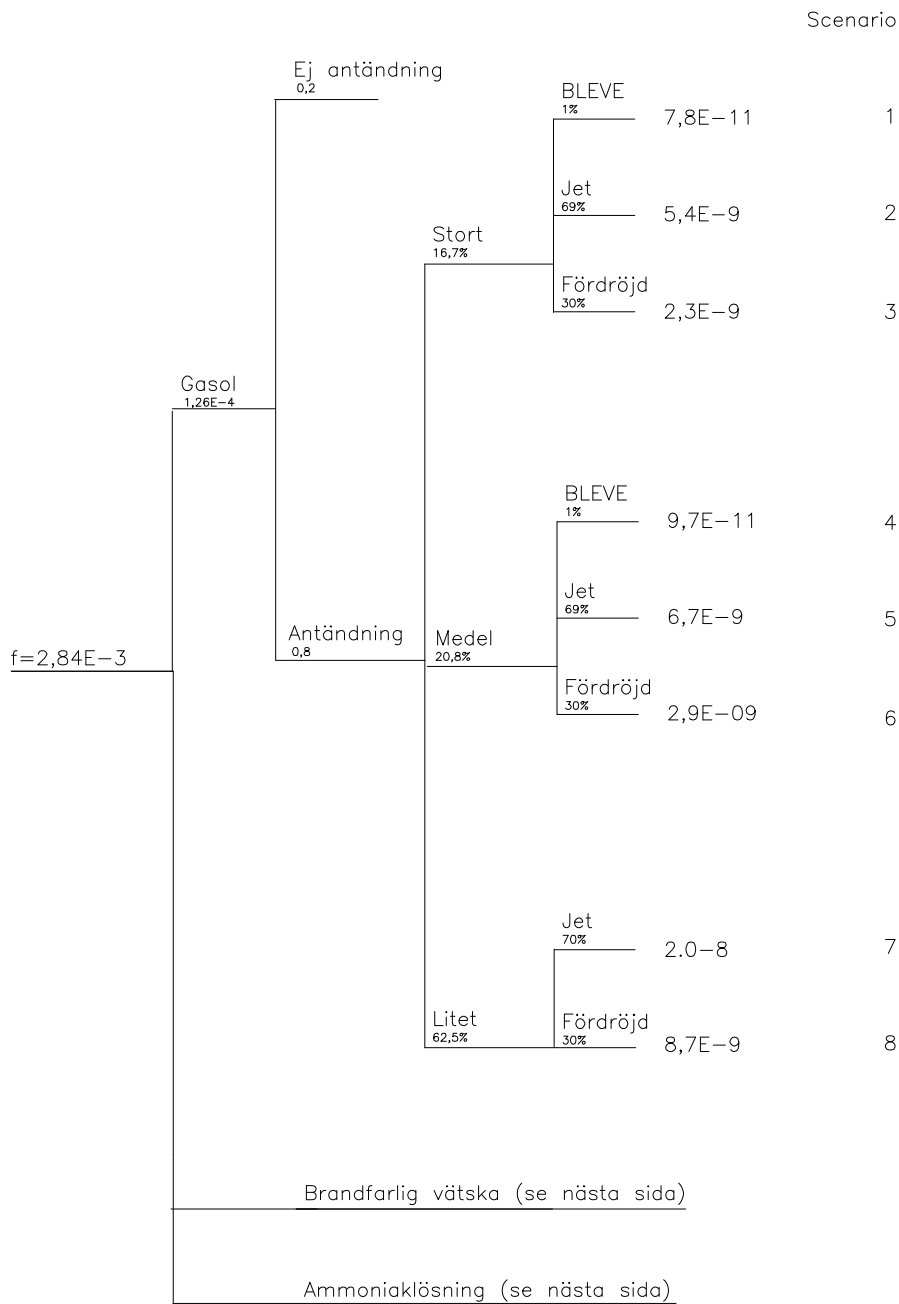 Scenario
Ej antändning
0,2
BLEVE
1%
7,8E-11
1
Jet
69%
5,4E-9
2
Stort
16,7%
Fördröjd
30%
2,3E-9
3
Gasol
1,26E-4
BLEVE
1%
9,7E-11
4
Jet
69%
6,7E-9
5
Antändning
0,8
Medel
20,8%
f=2,84E-3
Fördröjd
30%
2,9E-09
6
Jet
70%
2.0-8
7
Litet
62,5%
Fördröjd
30%
8,7E-9
8
Brandfarlig vätska (se nästa sida)
Ammoniaklösning (se nästa sida)